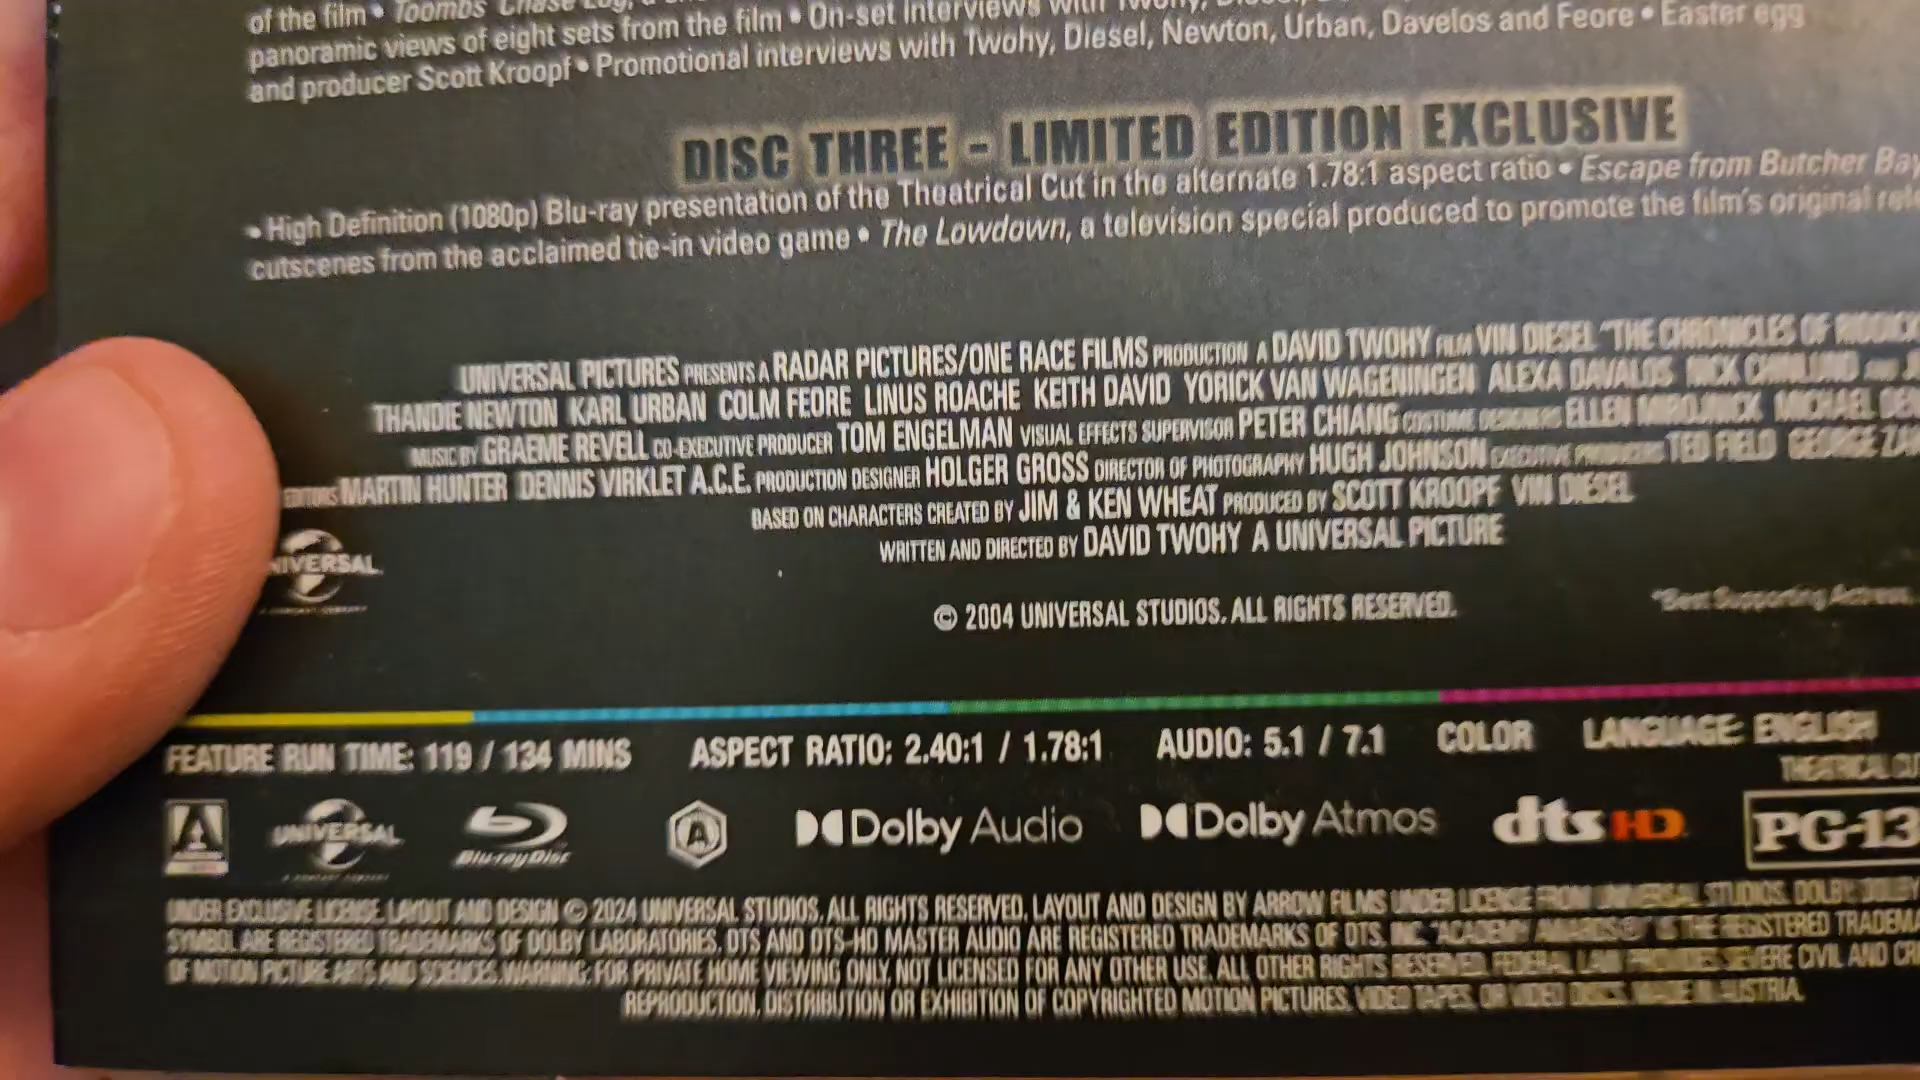 of the film • Toombs' Chase Log,
panoramic views of eight sets from the film • On-set interviews with Twohy,
and producer Scott Kroopf • Promotional interviews with Twohy, Diesel, Newton, Urban, Davelos and Feore • Easter egg
DISC THREE - LIMITED EDITION EXCLUSIVE
• High Definition (1080p) Blu-ray presentation of the Theatrical Cut in the alternate 1.78:1 aspect ratio • Escape from Butcher Bay
cutscenes from the acclaimed tie-in video game • The Lowdown, a television special produced to promote the film's original
UNIVERSAL PICTURES PRESENTS A RADAR PICTURES/ONE RACE FILMS PRODUCTION A DAVID TWOHY FILM VIN DIESEL "THE CHRONICLES OF RIDDICK
THANDIE NEWTON KARL URBAN COLM FEORE LINUS ROACHE KEITH DAVID YORICK VAN WAGENINGEN ALEXA DAVALOS NICK CHINLUND AND
MUSIC BY GRAEME REVELL CO-EXECUTIVE PRODUCER TOM ENGELMAN VISUAL EFFECTS SUPERVISOR PETER CHIANG COSTUME DESIGNERS ELLEN MIROJNICK MICHAEL
EDITORS MARTIN HUNTER DENNIS VIRKLET A.C.E. PRODUCTION DESIGNER HOLGER GROSS DIRECTOR OF PHOTOGRAPHY HUGH JOHNSON EXECUTIVE PRODUCERS TED FIELD GEORGE
BASED ON CHARACTERS CREATED BY JIM & KEN WHEAT PRODUCED BY SCOTT KROOPF VIN DIESEL
WRITTEN AND DIRECTED BY DAVID TWOHY A UNIVERSAL PICTURE
NIVERSAL
© 2004 UNIVERSAL STUDIOS. ALL RIGHTS RESERVED.
*Best Supporting Actress,
FEATURE RUN TIME: 119 / 134 MINS ASPECT RATIO: 2.40:1 / 1.78:1 AUDIO: 5.1 / 7.1 COLOR LANGUAGE: ENGLISH
THEATRICAL CUT
A UNIVERSAL Blu-ray Disc A Dolby Audio Dolby Atmos dts HD PG-13
UNDER EXCLUSIVE LICENSE. LAYOUT AND DESIGN © 2024 UNIVERSAL STUDIOS. ALL RIGHTS RESERVED. LAYOUT AND DESIGN BY ARROW FILMS UNDER LICENSE FROM UNIVERSAL STUDIOS. DOLBY, DOLBY
SYMBOL ARE REGISTERED TRADEMARKS OF DOLBY LABORATORIES. DTS AND DTS-HD MASTER AUDIO ARE REGISTERED TRADEMARKS OF DTS, INC. "ACADEMY AWARDS®" IS THE REGISTERED
OF MOTION PICTURE ARTS AND SCIENCES. WARNING: FOR PRIVATE HOME VIEWING ONLY. NOT LICENSED FOR ANY OTHER USE. ALL OTHER RIGHTS RESERVED. FEDERAL LAW PROVIDES SEVERE CIVIL AND
REPRODUCTION, DISTRIBUTION OR EXHIBITION OF COPYRIGHTED MOTION PICTURES, VIDEO TAPES, OR VIDEO DISCS. MADE IN AUSTRIA.